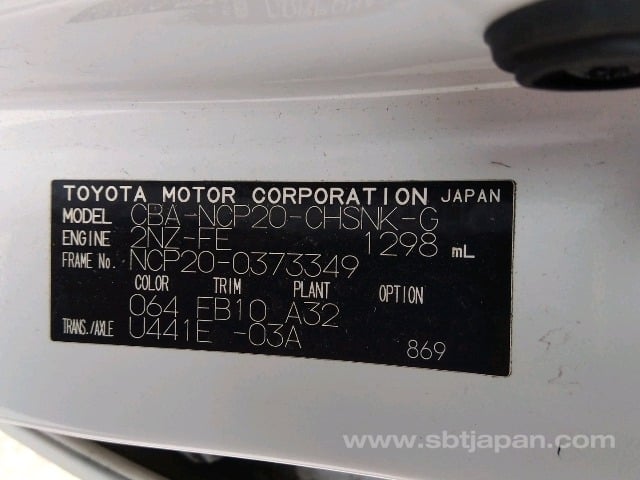 TOYOTA MOTOR CORPORATION JAPAN
MODEL CBA-NCP20-CHSNK-G
ENGINE 2NZ-FE 1298 mL
FRAME No. NCP20-0373349
COLOR TRIM PLANT OPTION
064 EB10 A32
TRANS./AXLE U441E -03A
869
www.sbtjapan.com